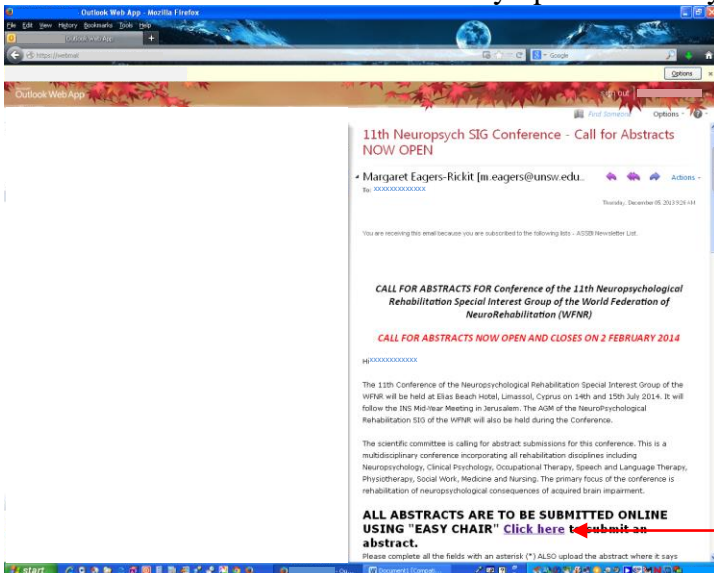 Outlook Web App - Mozilla Firefox
File Edit View History Bookmarks Tools Help
Outlook Web App
https://webmail
Google
Options
Outlook Web App
sign out
Find Someone Options
11th Neuropsych SIG Conference - Call for Abstracts
NOW OPEN
Margaret Eagers-Rickit [m.eagers@unsw.edu..
Actions
To: xxxxxxxxxxxxx
Thursday, December 05, 2013 9:28 AM
You are receiving this email because you are subscribed to the following lists - ASSBI Newsletter List.
CALL FOR ABSTRACTS FOR Conference of the 11th Neuropsychological
Rehabilitation Special Interest Group of the World Federation of
NeuroRehabilitation (WFNR)
CALL FOR ABSTRACTS NOW OPEN AND CLOSES ON 2 FEBRUARY 2014
Hi xxxxxxxxxxxx
The 11th Conference of the Neuropsychological Rehabilitation Special Interest Group of the
WFNR will be held at Elias Beach Hotel, Limassol, Cyprus on 14th and 15th July 2014. It will
follow the INS Mid-Year Meeting in Jerusalem. The AGM of the NeuroPsychological
Rehabilitation SIG of the WFNR will also be held during the Conference.
The scientific committee is calling for abstract submissions for this conference. This is a
multidisciplinary conference incorporating all rehabilitation disciplines including
Neuropsychology, Clinical Psychology, Occupational Therapy, Speech and Language Therapy,
Physiotherapy, Social Work, Medicine and Nursing. The primary focus of the conference is
rehabilitation of neuropsychological consequences of acquired brain impairment.
ALL ABSTRACTS ARE TO BE SUBMITTED ONLINE
USING "EASY CHAIR" Click here to submit an
abstract.
Please complete all the fields with an asterisk (*) ALSO upload the abstract where it says
start
Document1 [Compat...